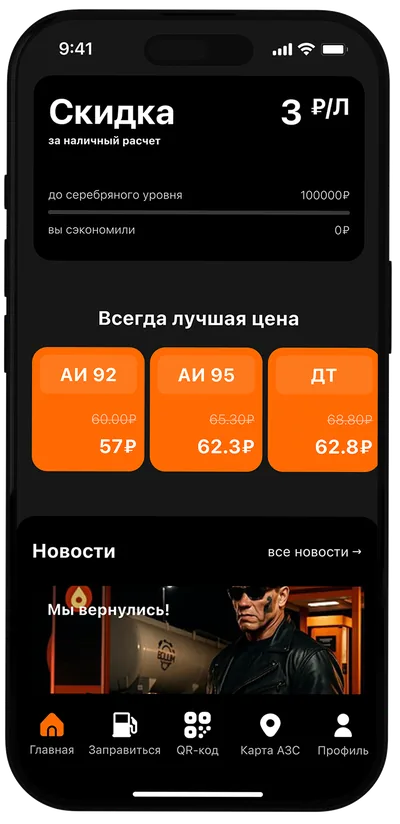 9:41
Скидка 3 ₽/Л
за наличный расчет
до серебряного уровня 100000₽
вы сэкономили 0₽
Всегда лучшая цена
АИ 92 АИ 95 ДТ
60.00₽ 65.30₽ 68.80₽
57₽ 62.3₽ 62.8₽
Новости все новости →
Мы вернулись!
Главная Заправиться QR-код Карта АЗС Профиль